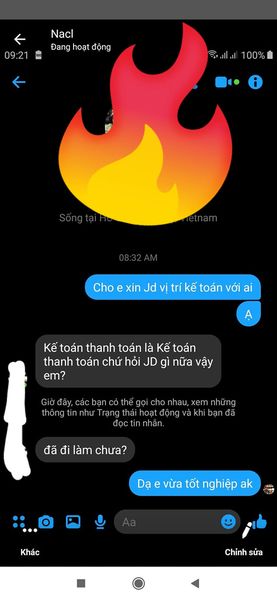 Nacl
Đang hoạt động
09:21
100%
Sống tại
Vietnam
08:32 AM
Cho e xin Jd vị trí kế toán với ai
Ạ
Kế toán thanh toán là Kế toán
thanh toán chứ hỏi JD gì nữa vậy
em?
Giờ đây, các bạn có thể gọi cho nhau, xem những
thông tin như Trạng thái hoạt động và khi bạn đã
đọc tin nhắn.
đã đi làm chưa?
Dạ e vừa tốt nghiệp ak
Aa
Khác
Chỉnh sửa